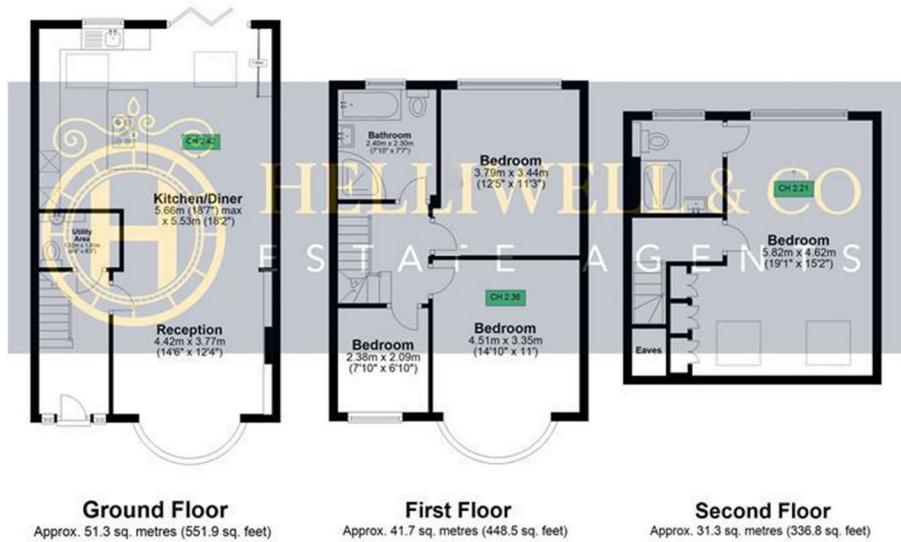 CH 2.42
Kitchen/Diner
5.66m (18'7") max
x 5.53m (18'2")
Utility
Area
Reception
4.42m x 3.77m
(14'6" x 12'4")
Ground Floor
Approx. 51.3 sq. metres (551.9 sq. feet)
Bathroom
2.40m x 2.30m
(7'10" x 7'7")
Bedroom
3.79m x 3.44m
(12'5" x 11'3")
CH 2.36
Bedroom
4.51m x 3.35m
(14'10" x 11')
Bedroom
2.38m x 2.09m
(7'10" x 6'10")
First Floor
Approx. 41.7 sq. metres (448.5 sq. feet)
CH 2.21
Bedroom
5.82m x 4.62m
(19'1" x 15'2")
Eaves
Second Floor
Approx. 31.3 sq. metres (336.8 sq. feet)
H
HELLIWELL & CO
ESTATE AGENTS